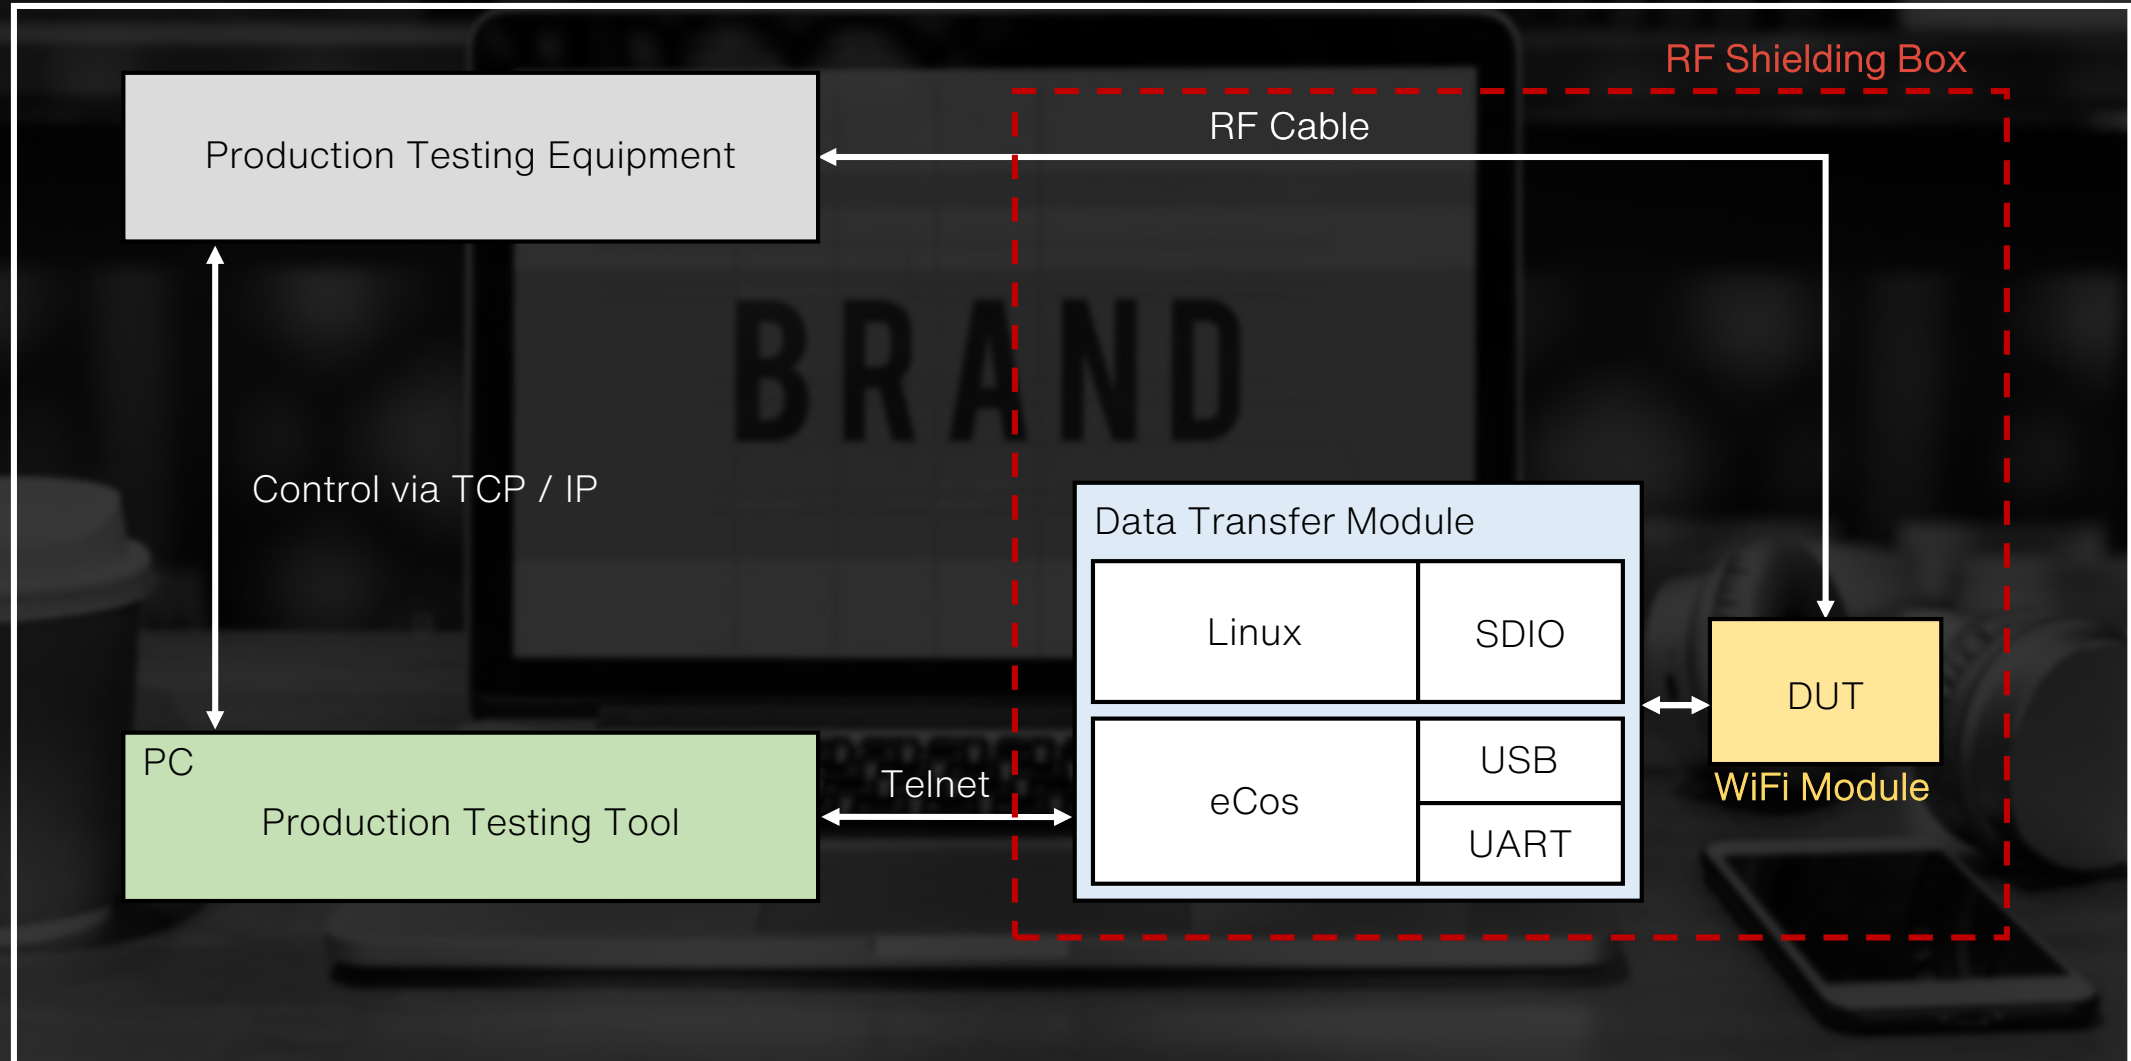 RF Shielding Box
RF Cable
Production Testing Equipment
BRAND
Control via TCP / IP
Data Transfer Module
Linux
SDIO
DUT
PC
USB
WiFi Module
Telnet
eCos
Production Testing Tool
UART